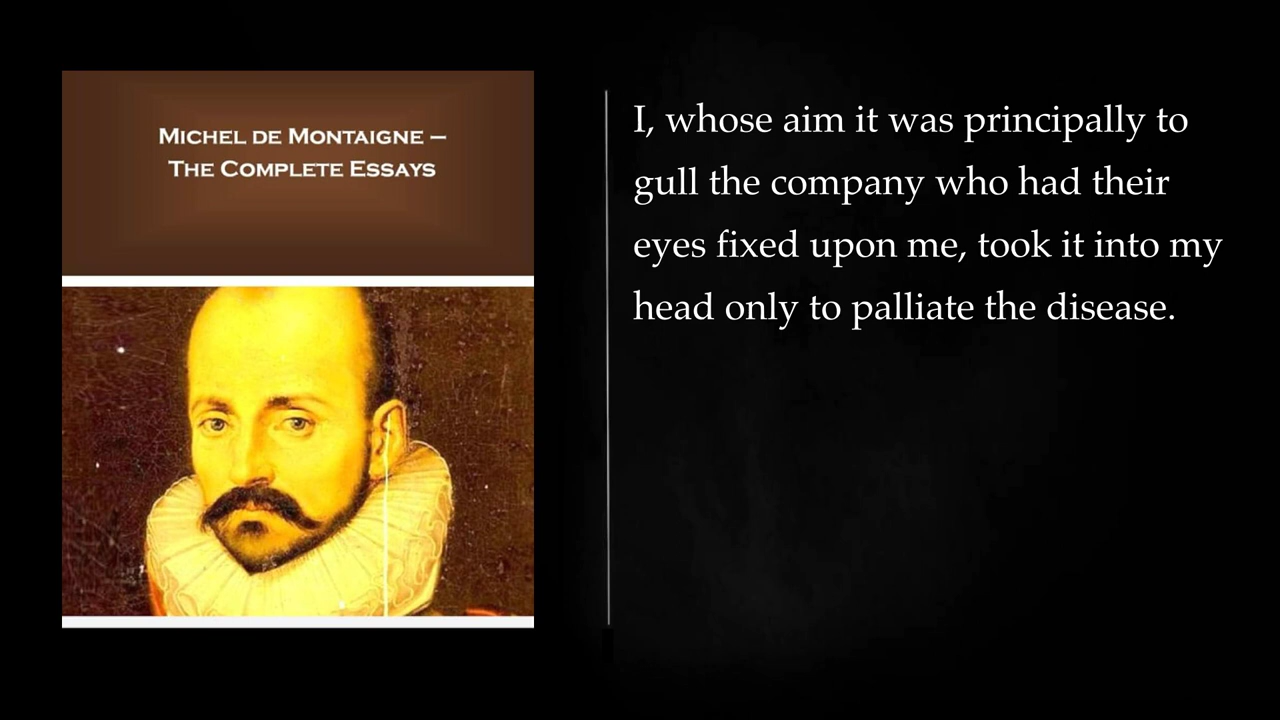 MICHEL DE MONTAIGNE –
THE COMPLETE ESSAYS
I, whose aim it was principally to
gull the company who had their
eyes fixed upon me, took it into my
head only to palliate the disease.